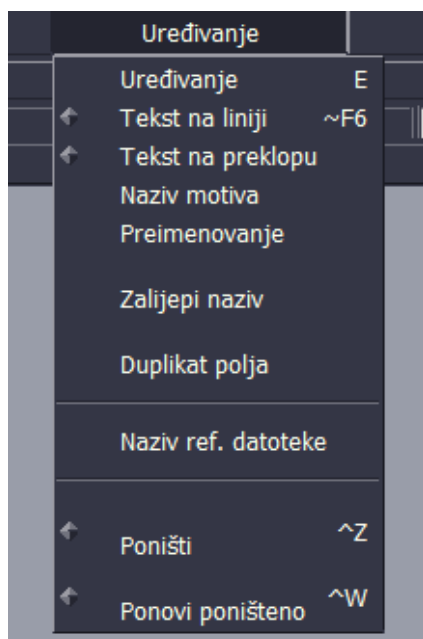 Uređivanje
Uređivanje E
Tekst na liniji ~F6
Tekst na preklopu
Naziv motiva
Preimenovanje
Zalijepi naziv
Duplikat polja
Naziv ref. datoteke
Poništi ^Z
Ponovi poništeno ^W